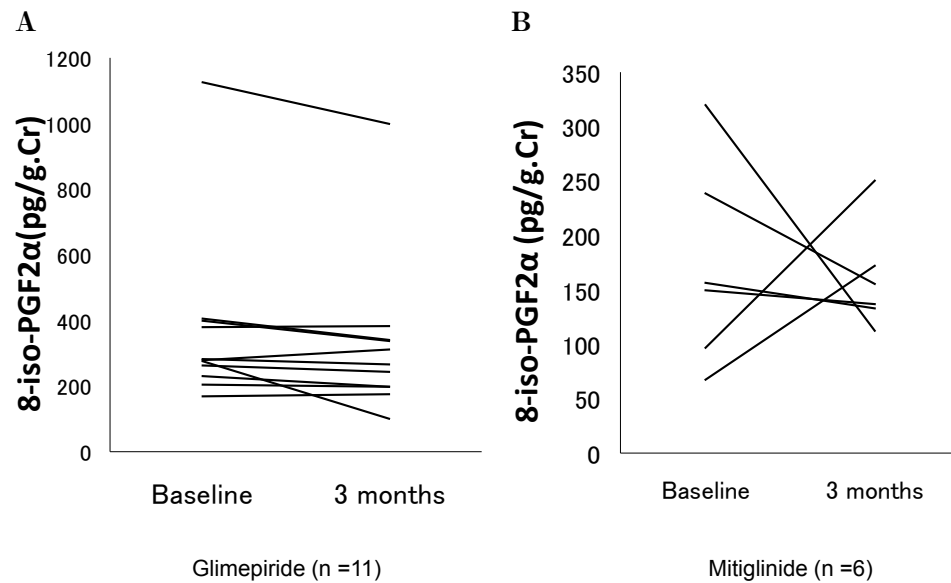 A
8-iso-PGF2α(pg/g.Cr)
1200
1000
800
600
400
200
0
Baseline 3 months
Glimepiride (n =11)
B
8-iso-PGF2α (pg/g.Cr)
350
300
250
200
150
100
50
0
Baseline 3 months
Mitiglinide (n =6)